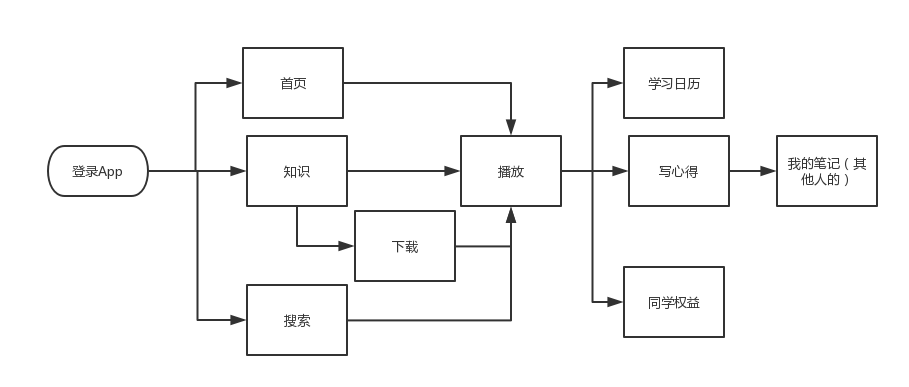 首页
学习日历
登录App
知识
播放
写心得
我的笔记（其
他人的）
下载
搜索
同学权益